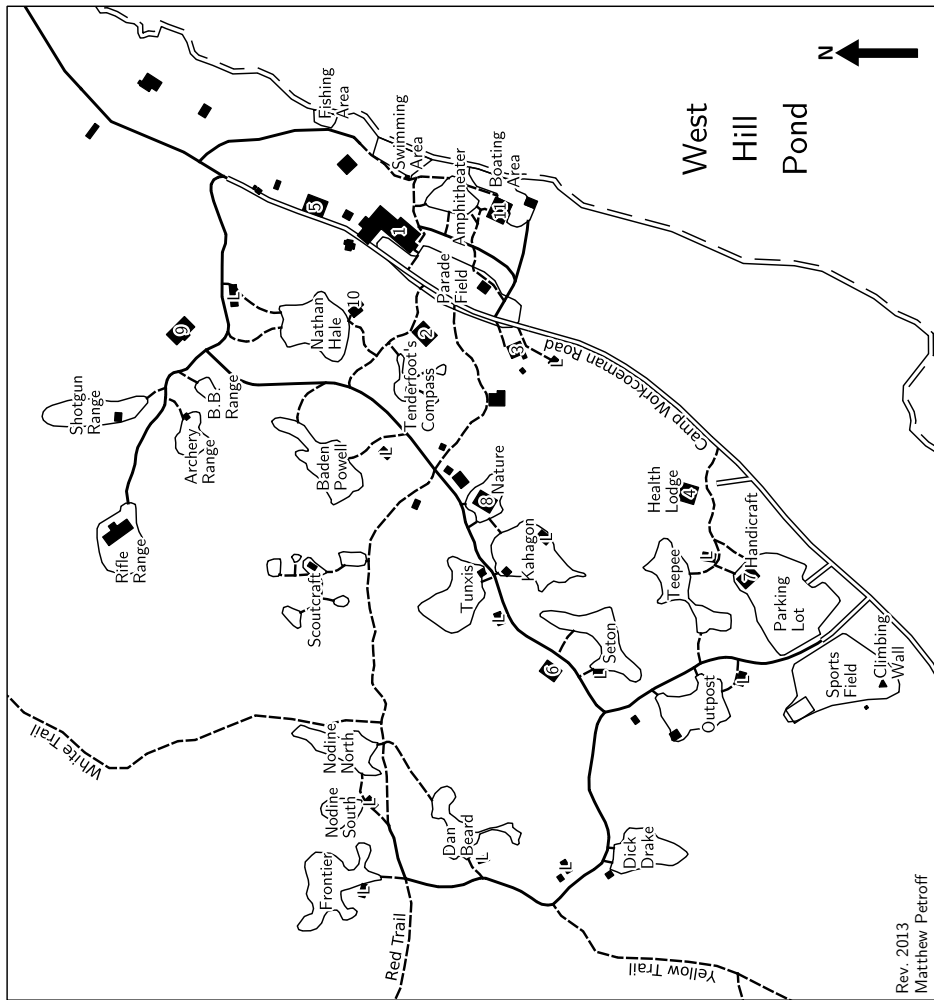 N
West
Hill
Pond
Fishing
Area
Swimming
Area
Amphitheater
Boating
Area
11
5
1
Parade
Field
10
Nathan
Hale
L
9
2
3
L
Tenderfoot's
Compass
Shotgun
Range
B.B.
Range
Archery
Range
Rifle
Range
Baden
Powell
L
Camp Workcoeman Road
8
Nature
Kahagon
L
Tunxis
L
Scoutcraft
Health
Lodge
4
Teepee
L
7
Handicraft
Parking
Lot
6
Seton
L
Outpost
L
Sports
Field
Climbing
Wall
White Trail
Nodine
North
Nodine
South
L
Frontier
L
Dan
Beard
L
L
Dick
Drake
Red Trail
Yellow Trail
Rev. 2013
Matthew Petroff